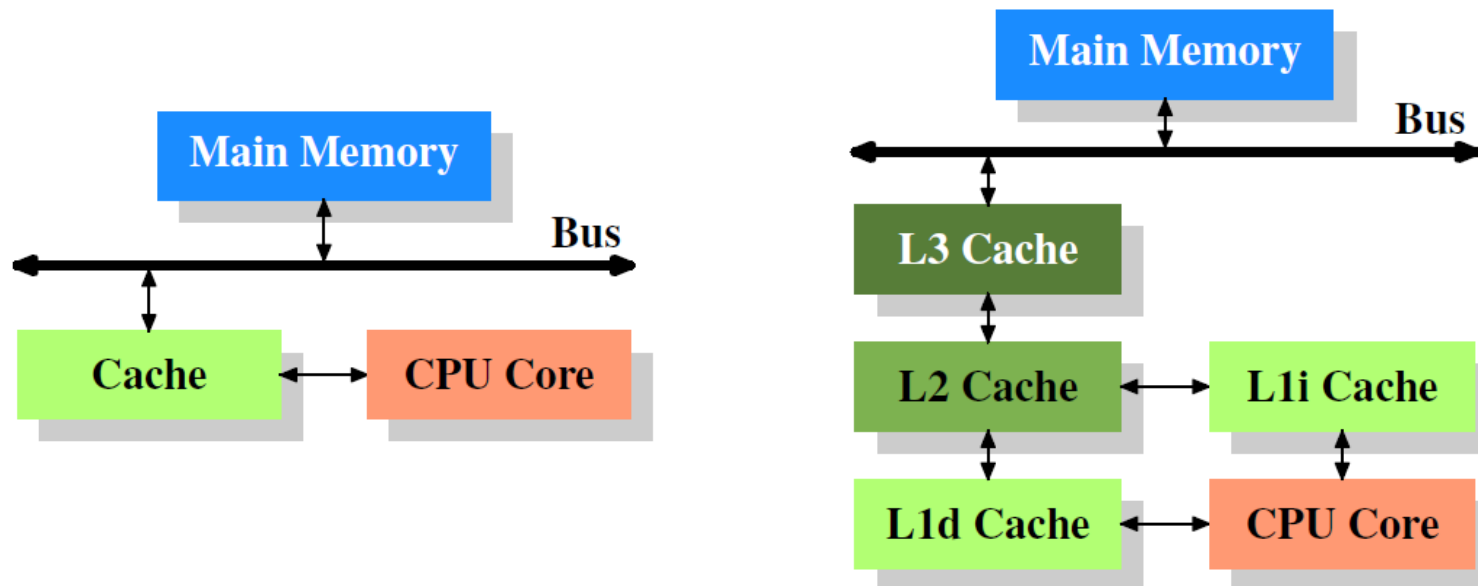 Main Memory
Bus
Cache
CPU Core
Main Memory
Bus
L3 Cache
L2 Cache
L1i Cache
L1d Cache
CPU Core